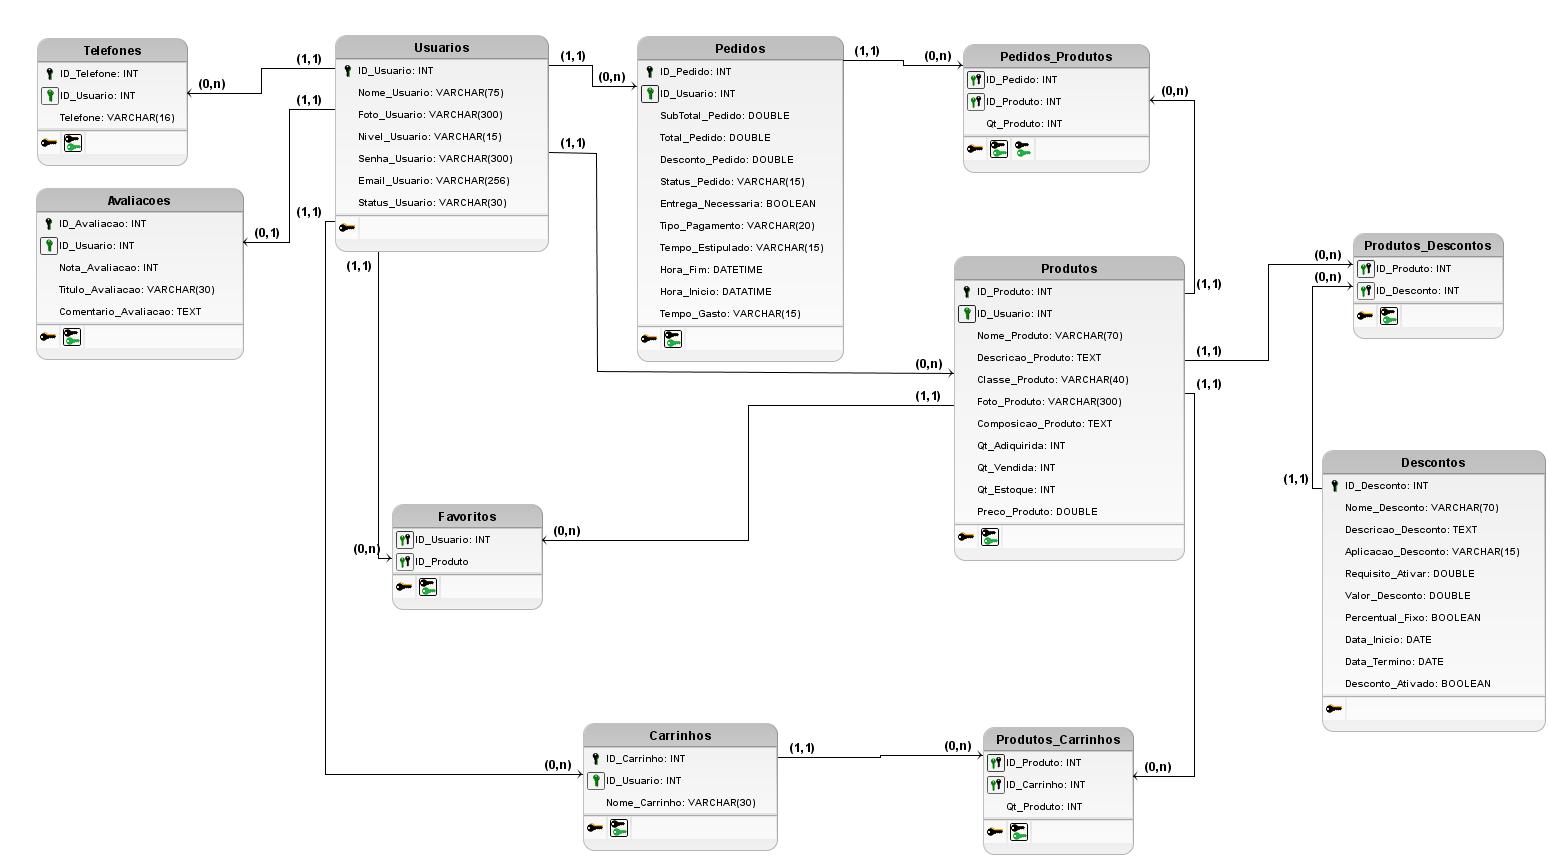 Telefones
ID_Telefone: INT
ID_Usuario: INT
Telefone: VARCHAR(16)
(0,n)
(1,1)
Usuarios
ID_Usuario: INT
Nome_Usuario: VARCHAR(75)
Foto_Usuario: VARCHAR(300)
Nivel_Usuario: VARCHAR(15)
Senha_Usuario: VARCHAR(300)
Email_Usuario: VARCHAR(256)
Status_Usuario: VARCHAR(30)
(1,1)
(0,n)
Pedidos
ID_Pedido: INT
ID_Usuario: INT
SubTotal_Pedido: DOUBLE
Total_Pedido: DOUBLE
Desconto_Pedido: DOUBLE
Status_Pedido: VARCHAR(15)
Entrega_Necessaria: BOOLEAN
Tipo_Pagamento: VARCHAR(20)
Tempo_Estipulado: VARCHAR(15)
Hora_Fim: DATETIME
Hora_Inicio: DATATIME
Tempo_Gasto: VARCHAR(15)
(1,1)
(0,n)
Pedidos_Produtos
ID_Pedido: INT
ID_Produto: INT
Qt_Produto: INT
(0,n)
(1,1)
(1,1)
(0,1)
Avaliacoes
ID_Avaliacao: INT
ID_Usuario: INT
Nota_Avaliacao: INT
Titulo_Avaliacao: VARCHAR(30)
Comentario_Avaliacao: TEXT
(1,1)
(1,1)
(1,1)
(0,n)
Produtos
ID_Produto: INT
ID_Usuario: INT
Nome_Produto: VARCHAR(70)
Descricao_Produto: TEXT
Classe_Produto: VARCHAR(40)
Foto_Produto: VARCHAR(300)
Composicao_Produto: TEXT
Qt_Adiquirida: INT
Qt_Vendida: INT
Qt_Estoque: INT
Preco_Produto: DOUBLE
(1,1)
(1,1)
(1,1)
(0,n)
(0,n)
Produtos_Descontos
ID_Produto: INT
ID_Desconto: INT
(1,1)
Descontos
ID_Desconto: INT
Nome_Desconto: VARCHAR(70)
Descricao_Desconto: TEXT
Aplicacao_Desconto: VARCHAR(15)
Requisito_Ativar: DOUBLE
Valor_Desconto: DOUBLE
Percentual_Fixo: BOOLEAN
Data_Inicio: DATE
Data_Termino: DATE
Desconto_Ativado: BOOLEAN
Favoritos
ID_Usuario: INT
ID_Produto
(0,n)
(0,n)
(0,n)
Carrinhos
ID_Carrinho: INT
ID_Usuario: INT
Nome_Carrinho: VARCHAR(30)
(1,1)
(0,n)
Produtos_Carrinhos
ID_Produto: INT
ID_Carrinho: INT
Qt_Produto: INT
(0,n)